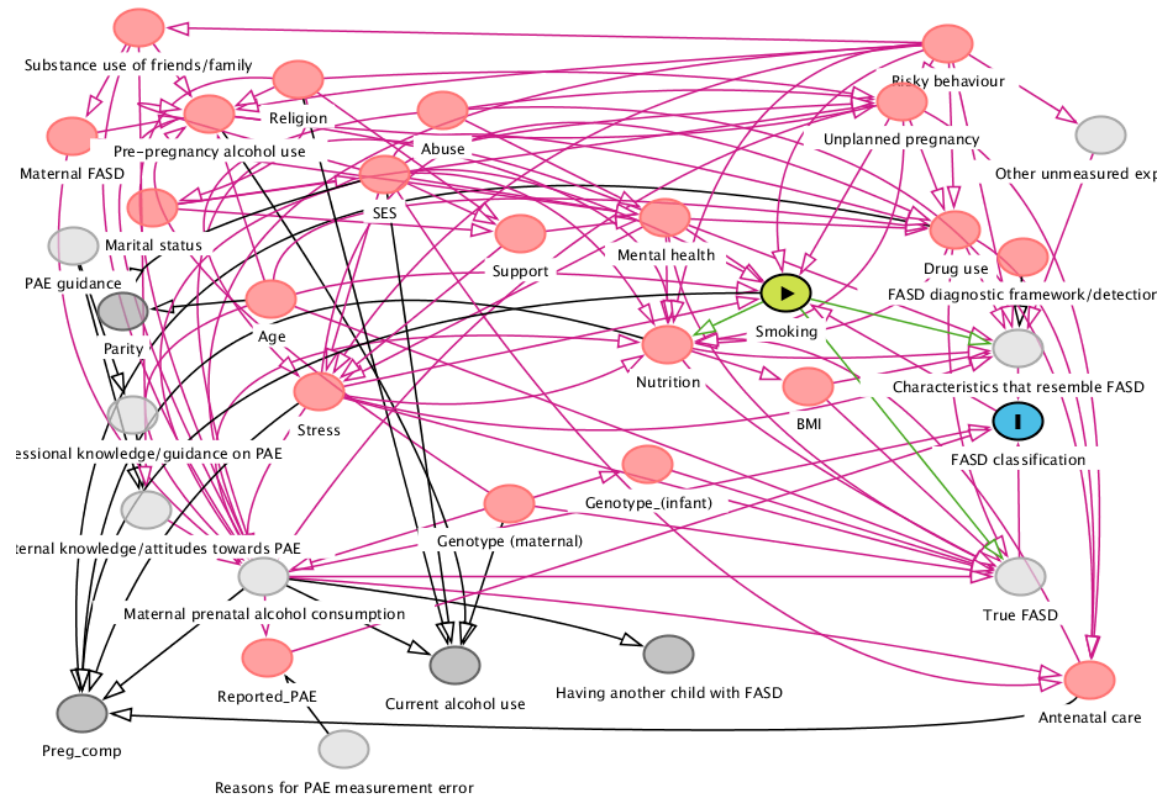 Substance use of friends/family
Risky behaviour
Religion
Unplanned pregnancy
Pre-pregnancy alcohol use
Abuse
Maternal FASD
Other unmeasured exp
SES
Marital status
Mental health
Support
Drug use
PAE guidance
FASD diagnostic framework/detection
Age
Smoking
Parity
Nutrition
Characteristics that resemble FASD
BMI
Stress
essional knowledge/guidance on PAE
FASD classification
Genotype_(infant)
Genotype (maternal)
ternal knowledge/attitudes towards PAE
Maternal prenatal alcohol consumption
True FASD
Reported_PAE
Having another child with FASD
Current alcohol use
Antenatal care
Preg_comp
Reasons for PAE measurement error